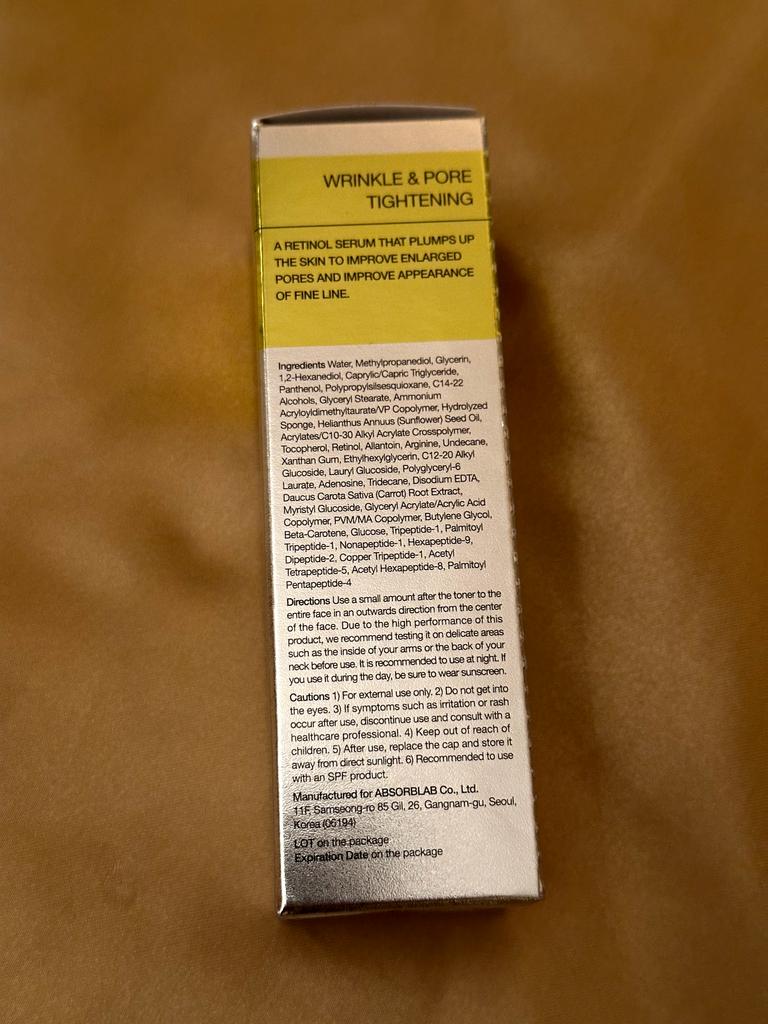 WRINKLE & PORE
TIGHTENING
A RETINOL SERUM THAT PLUMPS UP
THE SKIN TO IMPROVE ENLARGED
PORES AND IMPROVE APPEARANCE
OF FINE LINE.
Ingredients Water, Methylpropanediol, Glycerin,
1,2-Hexanediol, Caprylic/Capric Triglyceride,
Panthenol, Polypropylsilsesquioxane, C14-22
Alcohols, Glyceryl Stearate, Ammonium
Acryloyldimethyltaurate/VP Copolymer, Hydrolyzed
Sponge, Helianthus Annuus (Sunflower) Seed Oil,
Acrylates/C10-30 Alkyl Acrylate Crosspolymer,
Tocopherol, Retinol, Allantoin, Arginine, Undecane,
Xanthan Gum, Ethylhexylglycerin, C12-20 Alkyl
Glucoside, Lauryl Glucoside, Polyglyceryl-6
Laurate, Adenosine, Tridecane, Disodium EDTA,
Daucus Carota Sativa (Carrot) Root Extract,
Myristyl Glucoside, Glyceryl Acrylate/Acrylic Acid
Copolymer, PVM/MA Copolymer, Butylene Glycol,
Beta-Carotene, Glucose, Tripeptide-1, Palmitoyl
Tripeptide-1, Nonapeptide-1, Hexapeptide-9,
Dipeptide-2, Copper Tripeptide-1, Acetyl
Tetrapeptide-5, Acetyl Hexapeptide-8, Palmitoyl
Pentapeptide-4
Directions Use a small amount after the toner to the
entire face in an outwards direction from the center
of the face. Due to the high performance of this
product, we recommend testing it on delicate areas
such as the inside of your arms or the back of your
neck before use. It is recommended to use at night. If
you use it during the day, be sure to wear sunscreen.
Cautions 1) For external use only. 2) Do not get into
the eyes. 3) If symptoms such as irritation or rash
occur after use, discontinue use and consult with a
healthcare professional. 4) Keep out of reach of
children. 5) After use, replace the cap and store it
away from direct sunlight. 6) Recommended to use
with an SPF product.
Manufactured for ABSORBLAB Co., Ltd.
11F, Samseong-ro 85 Gil, 26, Gangnam-gu, Seoul,
Korea (06194)
LOT on the package
Expiration Date on the package